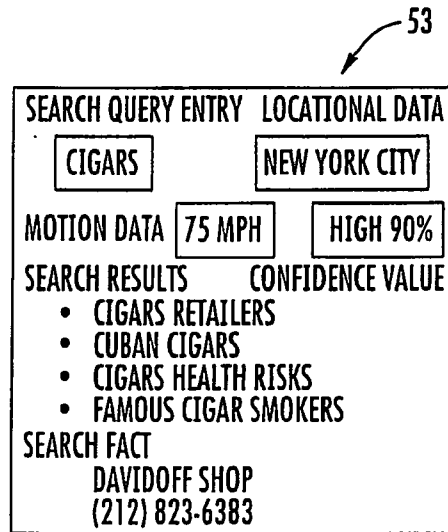 53
SEARCH QUERY ENTRY LOCATIONAL DATA
CIGARS NEW YORK CITY
MOTION DATA 75 MPH HIGH 90%
SEARCH RESULTS CONFIDENCE VALUE
• CIGARS RETAILERS
• CUBAN CIGARS
• CIGARS HEALTH RISKS
• FAMOUS CIGAR SMOKERS
SEARCH FACT
DAVIDOFF SHOP
(212) 823-6383